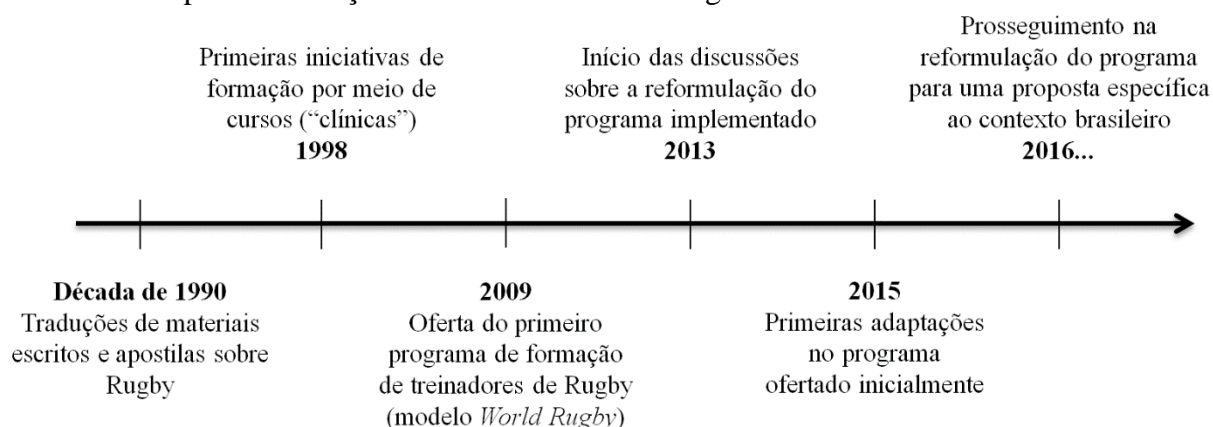 Primeiras iniciativas de
formação por meio de
cursos (“clínicas”)
1998
Início das discussões
sobre a reformulação do
programa implementado
2013
Prosseguimento na
reformulação do programa
para uma proposta específica
ao contexto brasileiro
2016...
Década de 1990
Traduções de materiais
escritos e apostilas sobre
Rugby
2009
Oferta do primeiro
programa de formação
de treinadores de Rugby
(modelo World Rugby)
2015
Primeiras adaptações
no programa
ofertado inicialmente